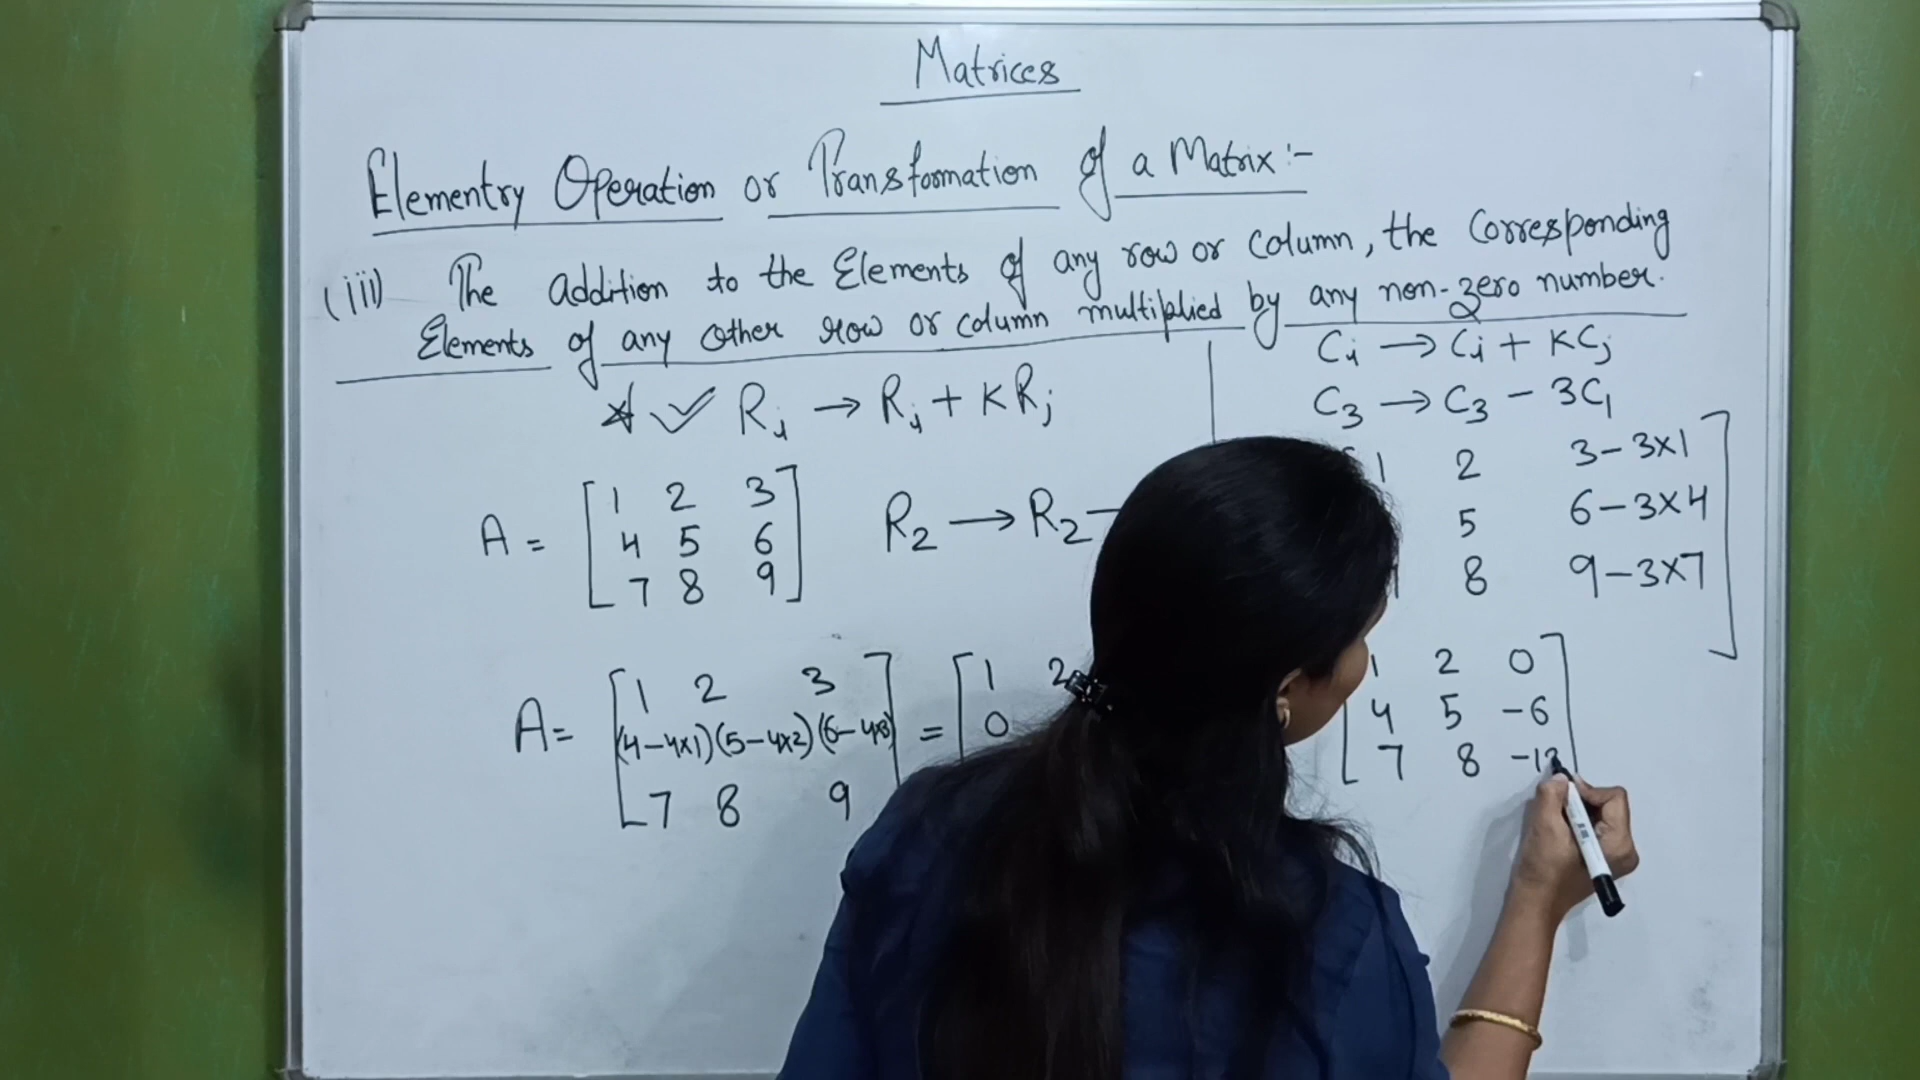 Matrices
Elementry Operation or Transformation of a Matrix :-
(iii) The addition to the Elements of any row or Column, the Corresponding
Elements of any other row or column multiplied by any non-zero number.
Ri → Ri + KRj
A = [ 1 2 3
4 5 6
7 8 9 ]
R2 → R2 -
A = [ 1 2 3
(4-4x1) (5-4x2) (6-4x3)
7 8 9
= [ 1 2
0
Ci → Ci + KCj
C3 → C3 - 3C1
1 2 3-3x1
5 6-3x4
8 9-3x7 ]
1 2 0
4 5 -6
7 8 ]